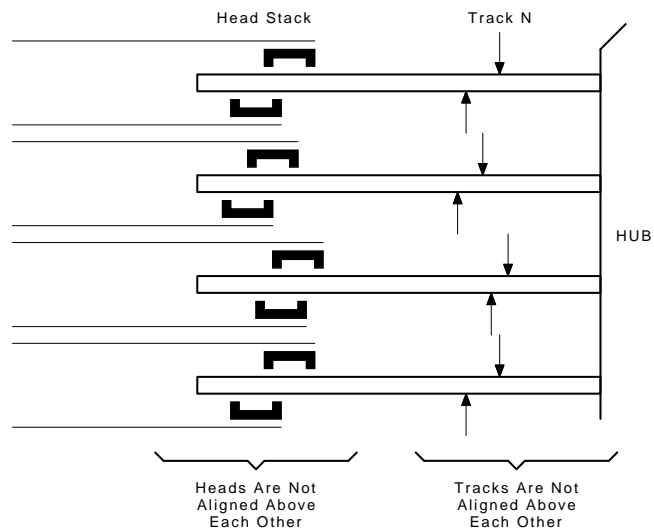 Head Stack
Track N
HUB
Heads Are Not
Aligned Above
Each Other
Tracks Are Not
Aligned Above
Each Other